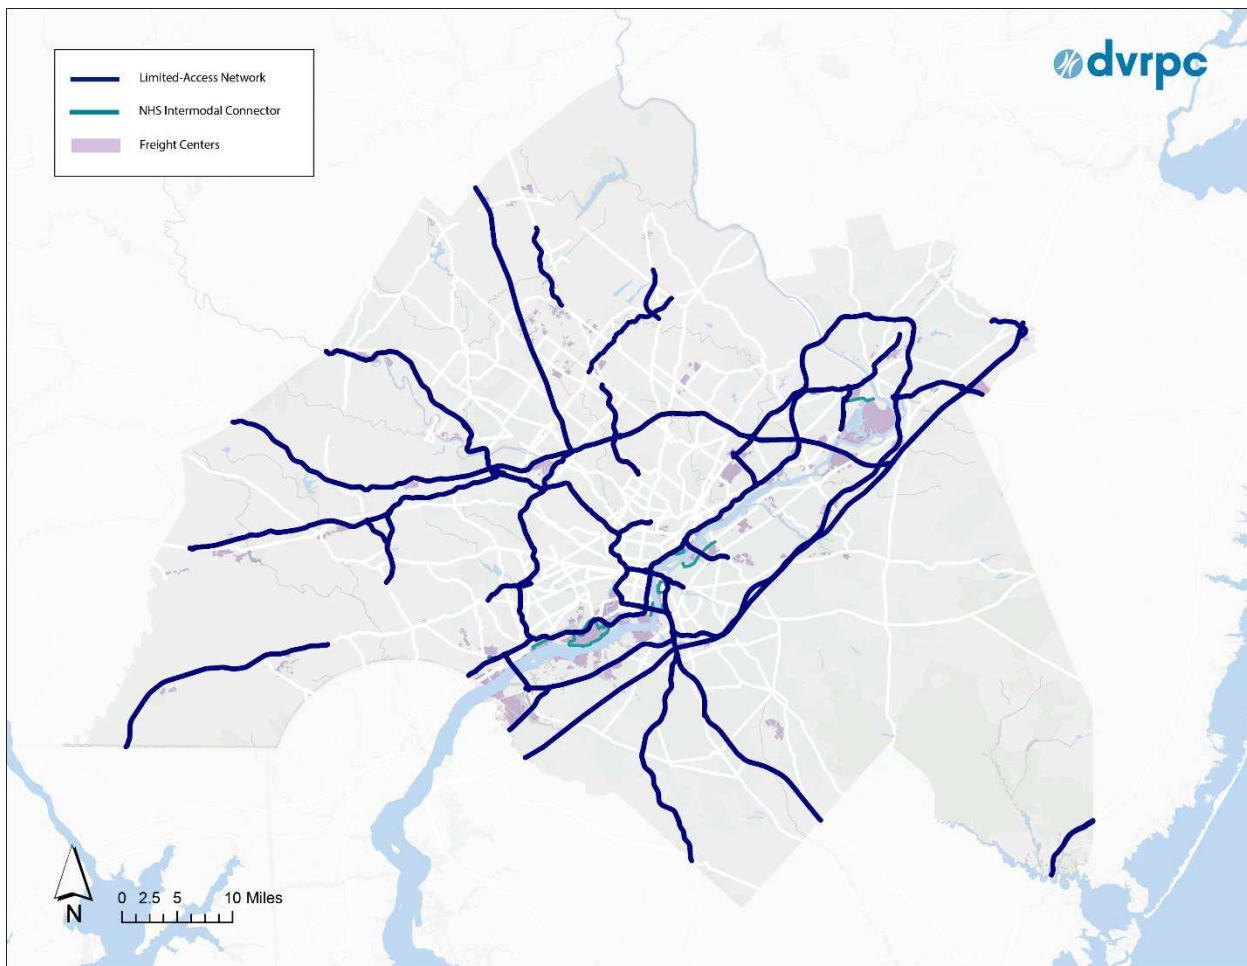 Limited-Access Network
NHS Intermodal Connector
Freight Centers
dvrpc
N
0 2.5 5 10 Miles